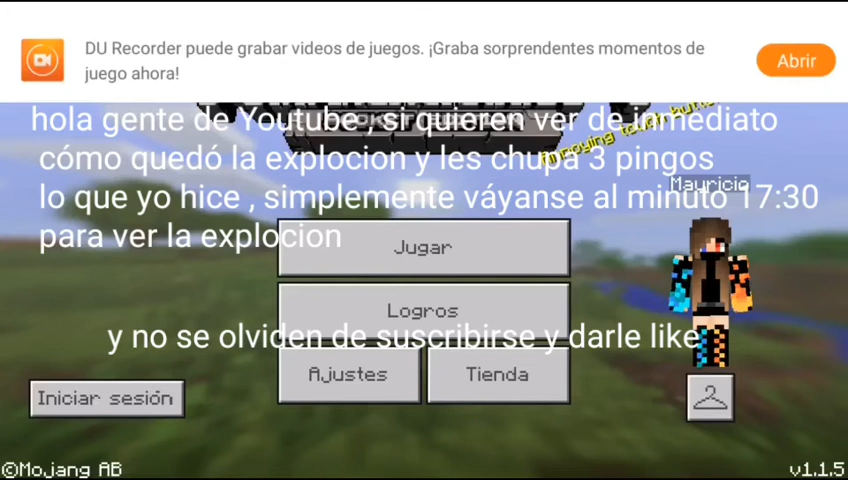 DU Recorder puede grabar videos de juegos. ¡Graba sorprendentes momentos de
juego ahora!
Abrir
hola gente de Youtube , si quieren ver de inmediato
cómo quedó la explocion y les chupa 3 pingos
lo que yo hice , simplemente váyanse al minuto 17:30
para ver la explocion
Mauricio
Jugar
Logros
y no se olviden de suscribirse y darle like
Ajustes
Tienda
Iniciar sesión
©Mojang AB
v1.1.5